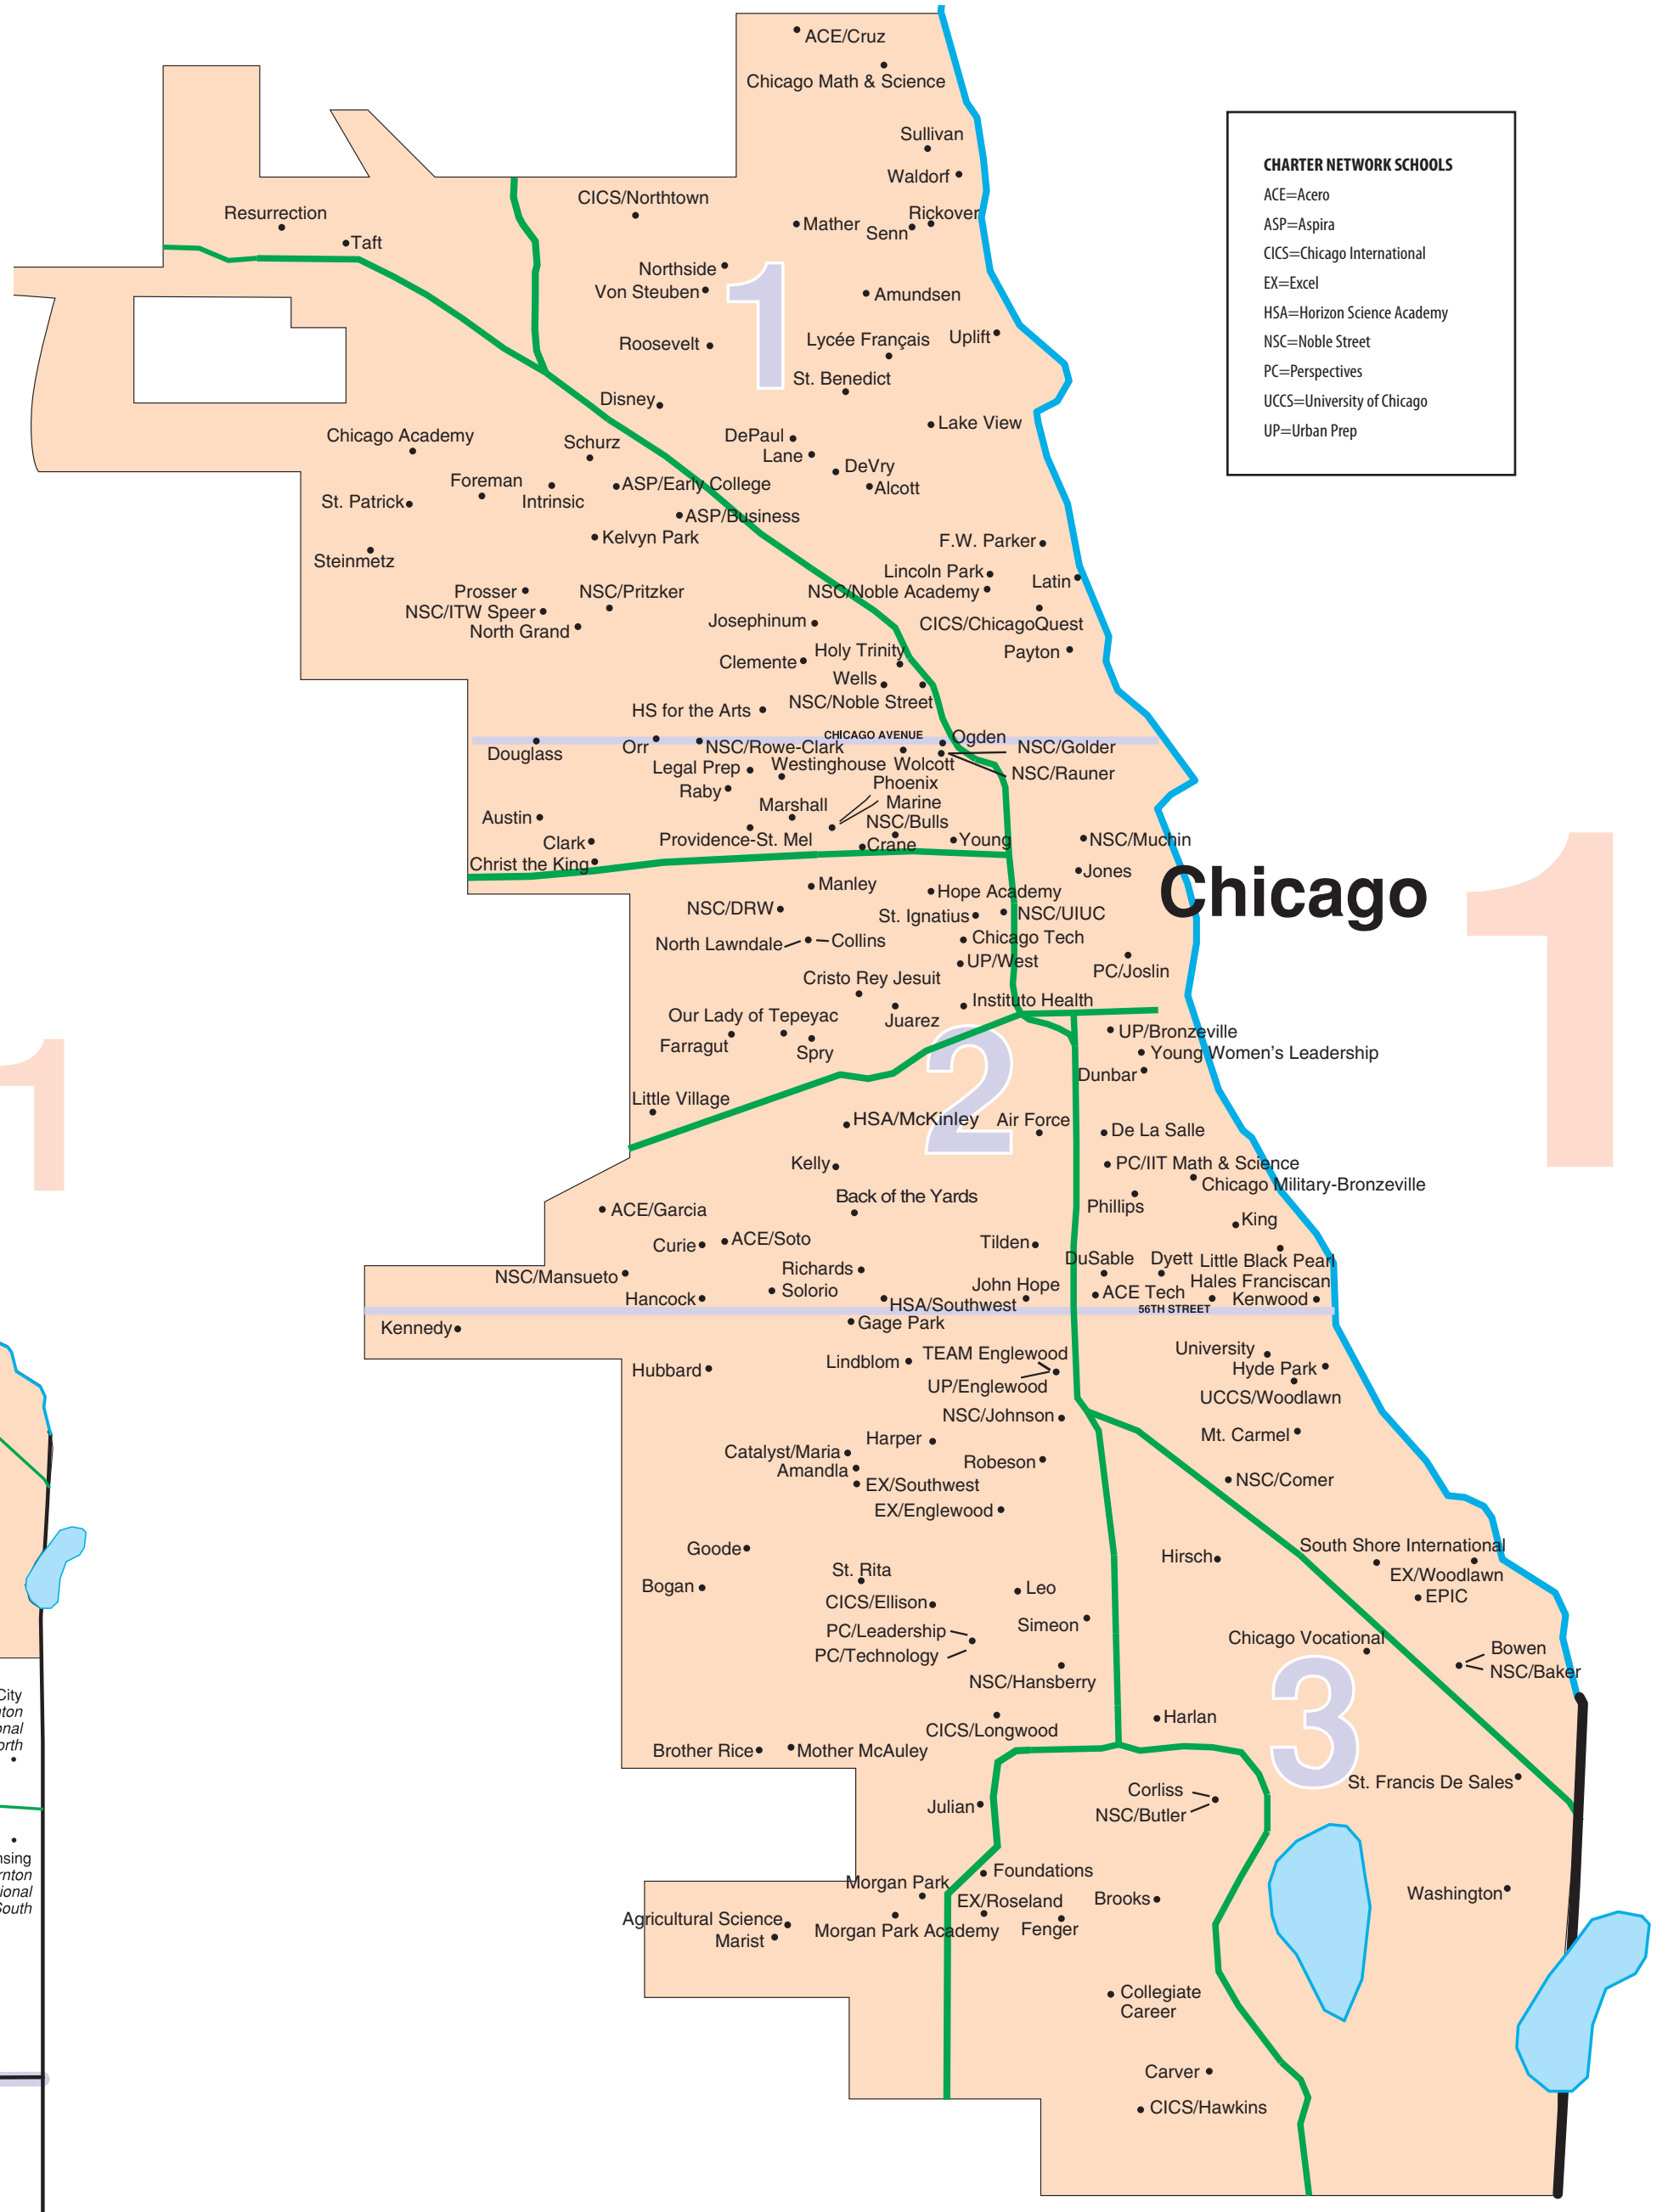 ACE/Cruz
Chicago Math & Science
CHARTER NETWORK SCHOOLS
ACE=Acero
ASP=Aspira
CICS=Chicago International
EX=Excel
HSA=Horizon Science Academy
NSC=Noble Street
PC=Perspectives
UCCS=University of Chicago
UP=Urban Prep
Sullivan
Waldorf
CICS/Northtown
Resurrection
Taft
Mather
Rickover
Senn
Northside
Von Steuben
1
Amundsen
Roosevelt
Lycée Français
Uplift
St. Benedict
Disney
Lake View
Chicago Academy
Schurz
DePaul
Lane
DeVry
Alcott
Foreman
Intrinsic
ASP/Early College
St. Patrick
ASP/Business
Kelvyn Park
F.W. Parker
Steinmetz
Lincoln Park
Latin
Prosser
NSC/Pritzker
NSC/Noble Academy
NSC/ITW Speer
North Grand
Josephinum
CICS/ChicagoQuest
Holy Trinity
Payton
Clemente
Wells
NSC/Noble Street
HS for the Arts
CHICAGO AVENUE
Ogden
Douglass
Orr
NSC/Rowe-Clark
NSC/Golder
Legal Prep
Westinghouse
Wolcott
NSC/Rauner
Raby
Phoenix
Marine
Marshall
Austin
NSC/Bulls
Clark
Providence-St. Mel
Crane
Young
NSC/Muchin
Christ the King
Jones
Chicago
1
Manley
Hope Academy
NSC/DRW
St. Ignatius
NSC/UIUC
North Lawndale
Collins
Chicago Tech
UP/West
PC/Joslin
Cristo Rey Jesuit
Instituto Health
Our Lady of Tepeyac
Juarez
Farragut
Spry
1
2
UP/Bronzeville
Young Women's Leadership
Dunbar
Little Village
HSA/McKinley
Air Force
De La Salle
Kelly
PC/IIT Math & Science
Chicago Military-Bronzeville
Back of the Yards
Phillips
ACE/Garcia
King
Curie
ACE/Soto
Tilden
DuSable
Dyett
Little Black Pearl
NSC/Mansueto
Richards
John Hope
Hales Franciscan
Solorio
ACE Tech
Kenwood
Hancock
HSA/Southwest
56TH STREET
Kennedy
Gage Park
University
Hubbard
Lindblom
TEAM Englewood
Hyde Park
UP/Englewood
UCCS/Woodlawn
NSC/Johnson
Harper
Mt. Carmel
Catalyst/Maria
Robeson
Amandla
NSC/Comer
EX/Southwest
EX/Englewood
Goode
Hirsch
South Shore International
St. Rita
EX/Woodlawn
Bogan
Leo
EPIC
CICS/Ellison
Simeon
PC/Leadership
Chicago Vocational
Bowen
PC/Technology
NSC/Baker
NSC/Hansberry
3
Harlan
CICS/Longwood
Brother Rice
Mother McAuley
St. Francis De Sales
Corliss
Julian
NSC/Butler
Foundations
Morgan Park
EX/Roseland
Brooks
Washington
Agricultural Science
Morgan Park Academy
Fenger
Marist
Collegiate
Career
Carver
CICS/Hawkins
City
nton
onal
orth
nsing
rnton
ional
South